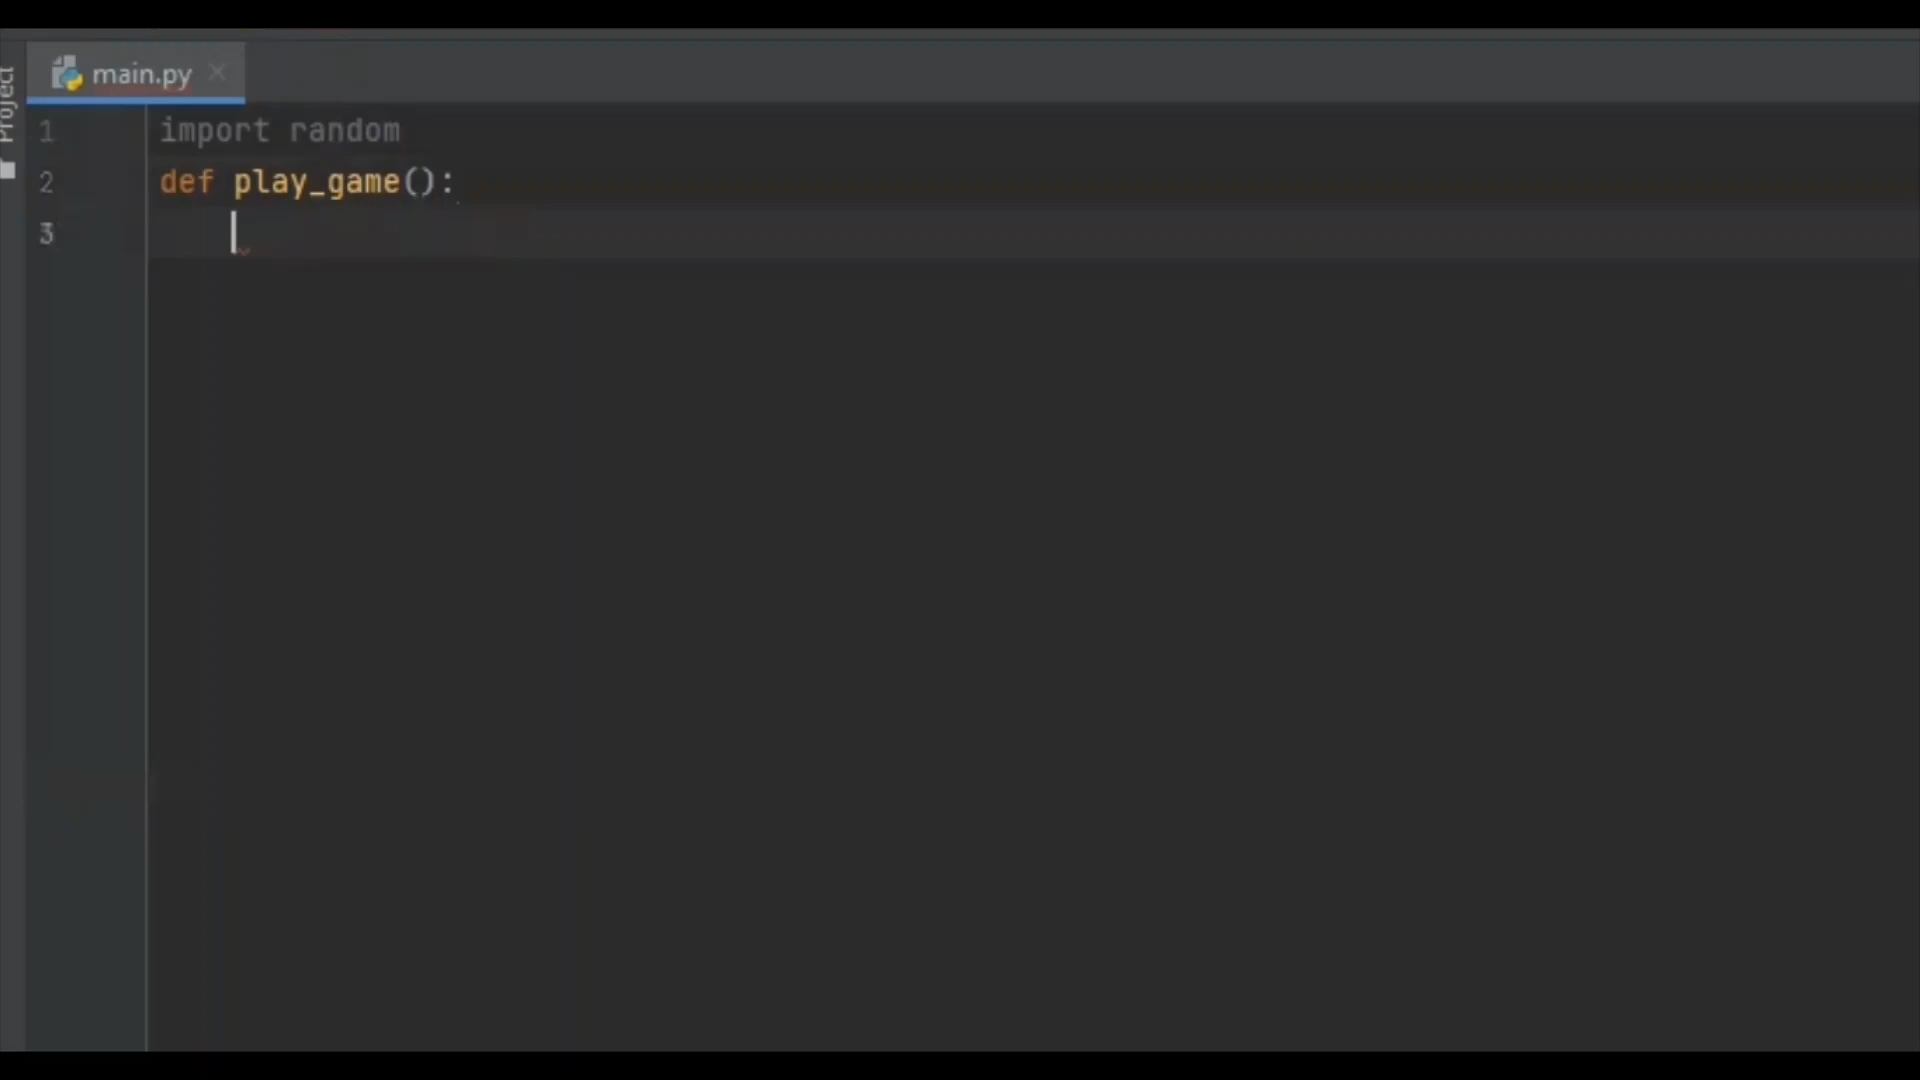 main.py
Project
1 import random
2 def play_game():
3